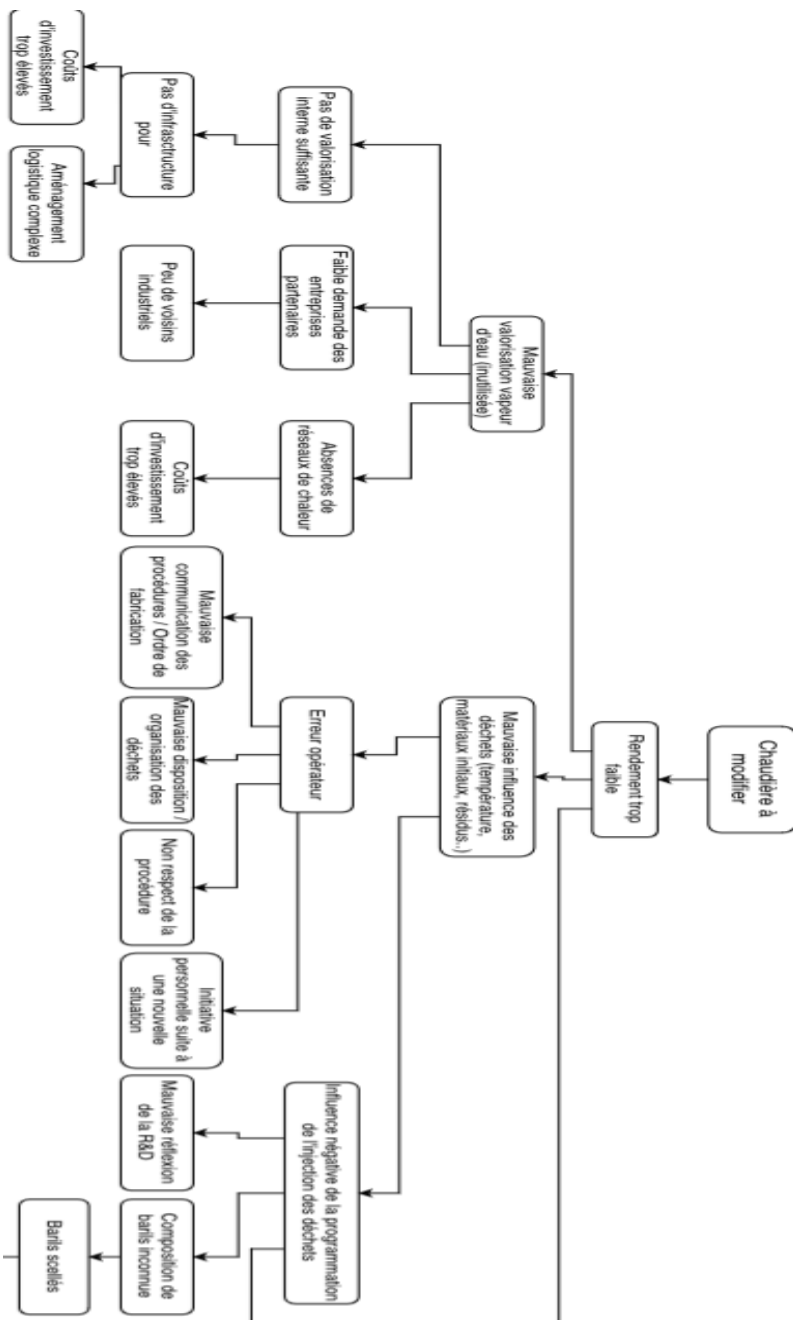 Chaudière à
modifier
Rendement trop
faible
Mauvaise
valorisation vapeur
d'eau (inutilisée)
Mauvaise influence des
déchets (température,
matériaux initiaux, résidus..)
Pas de valorisation
interne suffisante
Faible demande des
entreprises
partenaires
Absences de
réseaux de chaleur
Erreur opérateur
Influence négative de la programmation
de l'injection des déchets
Pas d'infrasctructure
pour
Peu de voisins
industriels
Coûts
d'investissement
trop élevés
Mauvaise
communication des
procédures / Ordre de
fabrication
Mauvaise disposition /
organisation des
déchets
Non respect de la
procédure
Initiative
personnelle suite à
une nouvelle
situation
Mauvaise réflexion
de la R&D
Composition de
barils inconnue
Coûts
d'investissement
trop élevés
Aménagement
logistique complexe
Barils scellés